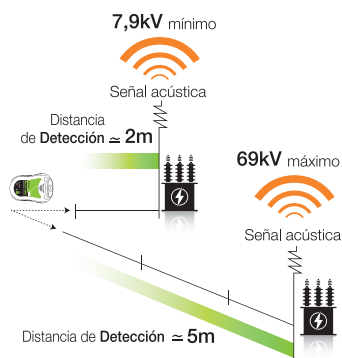 7,9kV mínimo
Señal acústica
Distancia
de Detección ≃ 2m
69kV máximo
Señal acústica
Distancia de Detección ≃ 5m